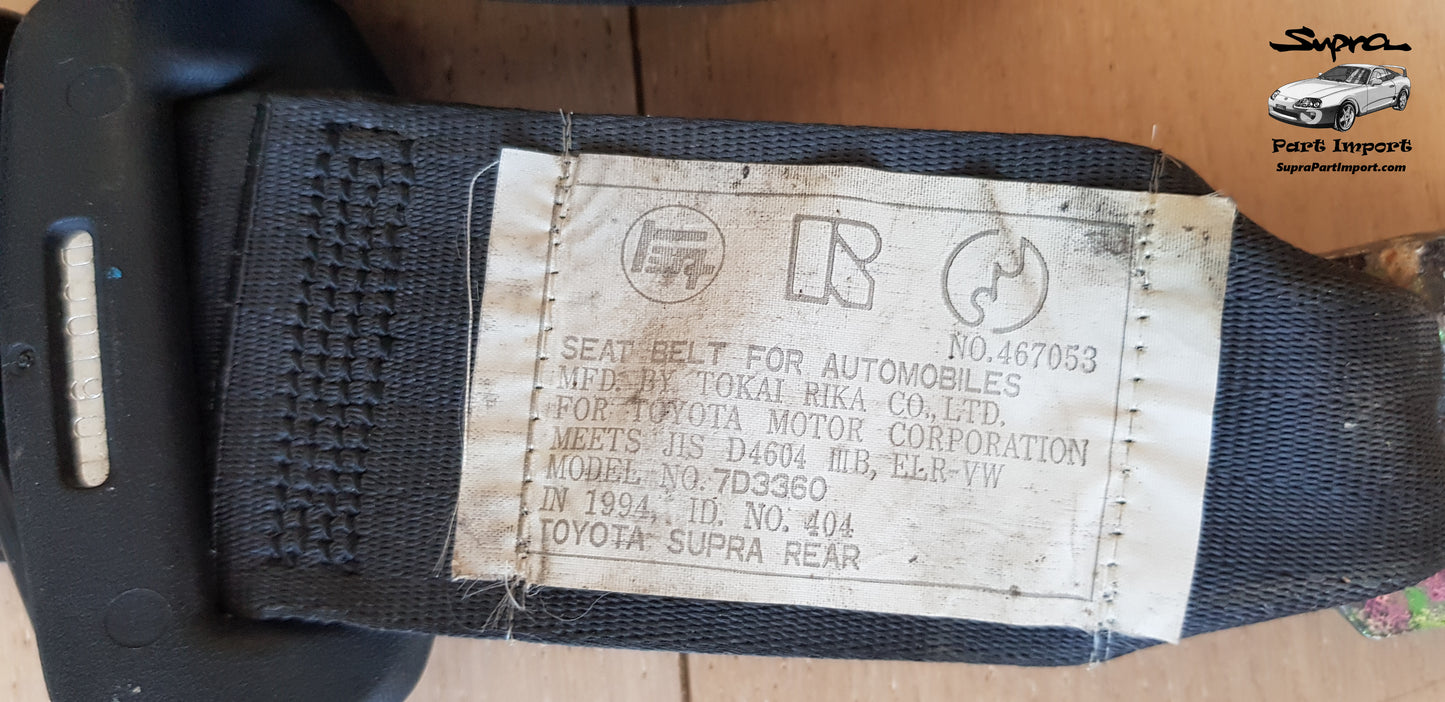 Supra
Part Import
SupraPartImport.com
NO.467053
SEAT BELT FOR AUTOMOBILES
MFD. BY TOKAI RIKA CO., LTD.
FOR TOYOTA MOTOR CORPORATION
MEETS JIS D4604 ⅢB, ELR-VW
MODEL NO. 7D3360
IN 1994, ID. NO. 404
TOYOTA SUPRA REAR